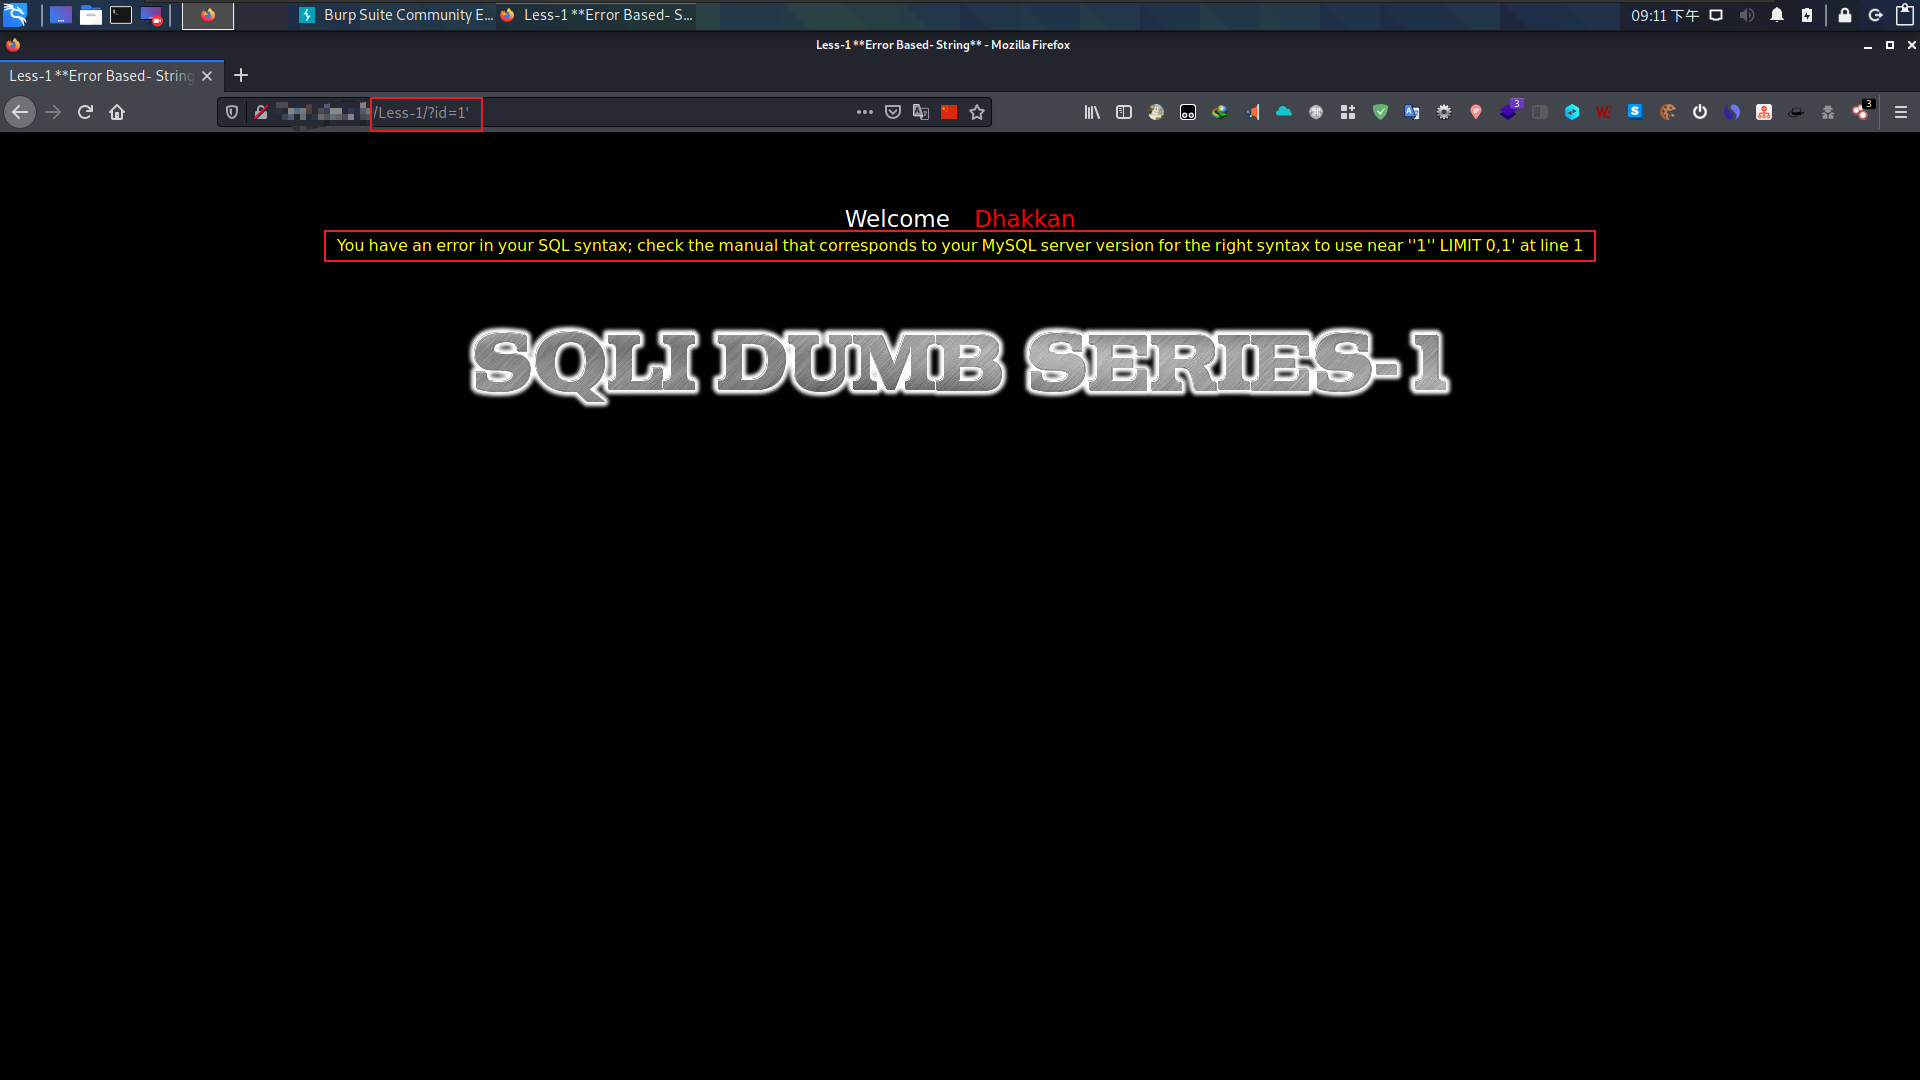 Burp Suite Community E...
Less-1 **Error Based- S...
09:11 下午
Less-1 **Error Based- String** - Mozilla Firefox
Less-1 **Error Based- String
/Less-1/?id=1'
3
3
Welcome Dhakkan
You have an error in your SQL syntax; check the manual that corresponds to your MySQL server version for the right syntax to use near ''1'' LIMIT 0,1' at line 1
SQLI DUMB SERIES-1